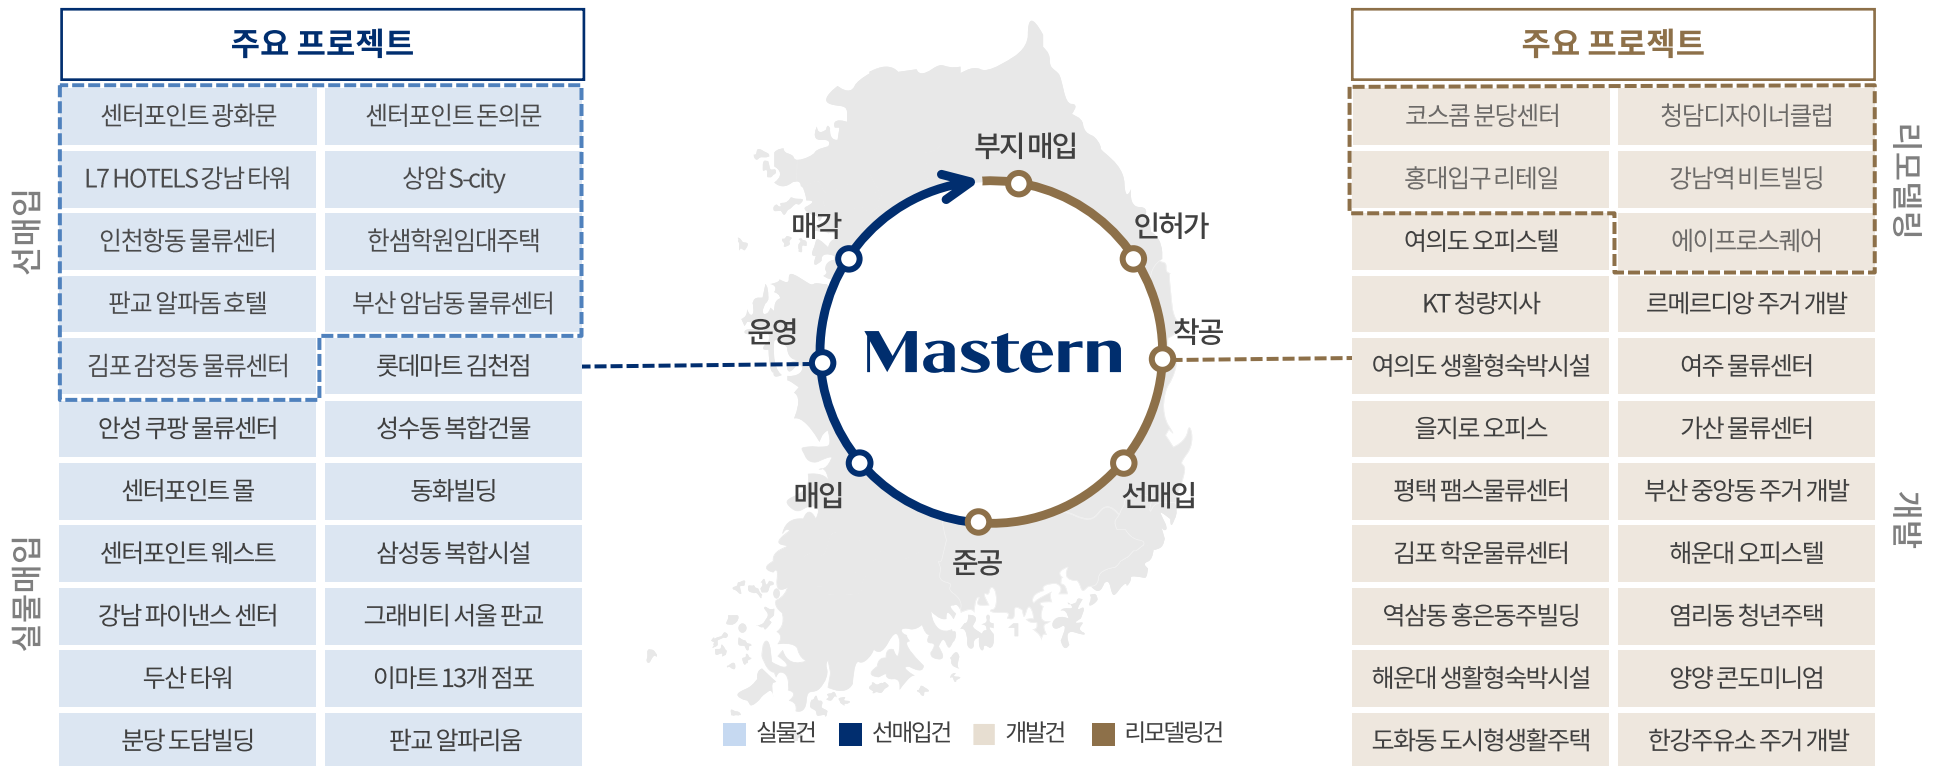 주요 프로젝트
선매입
센터포인트 광화문
센터포인트 돈의문
L7 HOTELS 강남 타워
상암 S-city
인천항동 물류센터
한샘학원임대주택
판교 알파돔 호텔
부산 암남동 물류센터
김포 감정동 물류센터
롯데마트 김천점
실물매입
안성 쿠팡 물류센터
성수동 복합건물
센터포인트 몰
동화빌딩
센터포인트 웨스트
삼성동 복합시설
강남 파이낸스 센터
그래비티 서울 판교
두산 타워
이마트 13개 점포
분당 도담빌딩
판교 알파리움
부지 매입
인허가
착공
선매입
준공
매입
운영
매각
Mastern
실물건
선매입건
개발건
리모델링건
주요 프로젝트
리모델링
코스콤 분당센터
청담디자이너클럽
홍대입구 리테일
강남역 비트빌딩
여의도 오피스텔
에이프로스퀘어
개발
KT 청량지사
르메르디앙 주거 개발
여의도 생활형숙박시설
여주 물류센터
을지로 오피스
가산 물류센터
평택 팸스물류센터
부산 중앙동 주거 개발
김포 학운물류센터
해운대 오피스텔
역삼동 홍은동주빌딩
염리동 청년주택
해운대 생활형숙박시설
양양 콘도미니엄
도화동 도시형생활주택
한강주유소 주거 개발